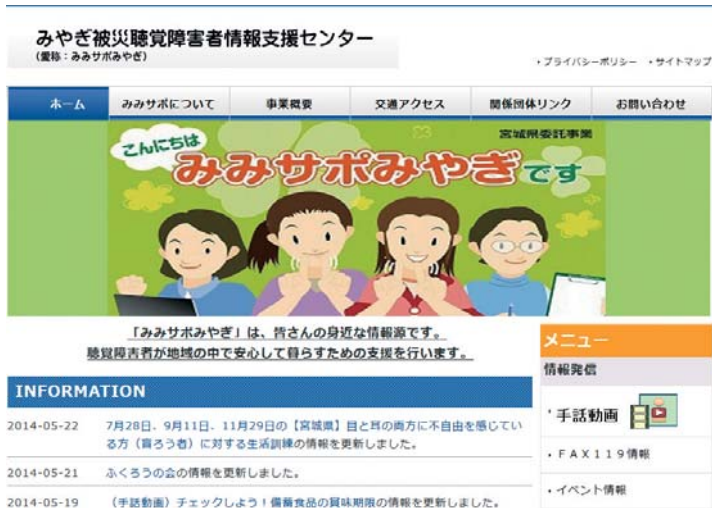 みやぎ被災聴覚障害者情報支援センター
(愛称：みみサポみやぎ)
・プライバシーポリシー ・サイトマップ
ホーム みみサポについて 事業概要 交通アクセス 関係団体リンク お問い合わせ
宮城県委託事業
こんにちは
みみサポみやぎです
「みみサポみやぎ」は、皆さんの身近な情報源です。
聴覚障害者が地域の中で安心して暮らすための支援を行います。
メニュー
情報発信
・手話動画
・ＦＡＸ１１９情報
・イベント情報
INFORMATION
2014-05-22 7月28日、9月11日、11月29日の【宮城県】目と耳の両方に不自由を感じてい
る方（盲ろう者）に対する生活訓練の情報を更新しました。
2014-05-21 ふくろうの会の情報を更新しました。
2014-05-19 （手話動画）チェックしよう！備蓄食品の賞味期限の情報を更新しました。